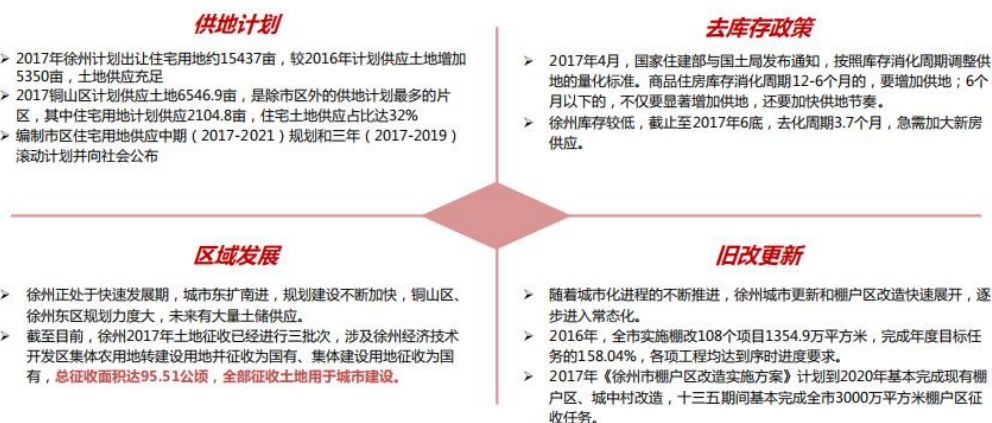 供地计划
➢ 2017年徐州计划出让住宅用地约15437亩，较2016年计划供应土地增加
5350亩，土地供应充足
➢ 2017铜山区计划供应土地6546.9亩，是除市区外的供地计划最多的片
区，其中住宅用地计划供应2104.8亩，住宅土地供应占比达32%
➢ 编制市区住宅用地供应中期（2017-2021）规划和三年（2017-2019）
滚动计划并向社会公布
去库存政策
➢ 2017年4月，国家住建部与国土局发布通知，按照库存消化周期调整供
地的量化标准。商品住房库存消化周期12-6个月的，要增加供地；6个
月以下的，不仅要显著增加供地，还要加快供地节奏。
➢ 徐州库存较低，截止至2017年6底，去化周期3.7个月，急需加大新房
供应。
区域发展
➢ 徐州正处于快速发展期，城市东扩南进，规划建设不断加快，铜山区、
徐州东区规划力度大，未来有大量土储供应。
➢ 截至目前，徐州2017年土地征收已经进行三批次，涉及徐州经济技术
开发区集体农用地转建设用地并征收为国有、集体建设用地征收为国
有，总征收面积达95.51公顷，全部征收土地用于城市建设。
旧改更新
➢ 随着城市化进程的不断推进，徐州城市更新和棚户区改造快速展开，逐
步进入常态化。
➢ 2016年，全市实施棚改108个项目1354.9万平方米，完成年度目标任
务的158.04%，各项工程均达到序时进度要求。
➢ 2017年《徐州市棚户区改造实施方案》计划到2020年基本完成现有棚
户区、城中村改造，十三五期间基本完成全市3000万平方米棚户区征
收任务。